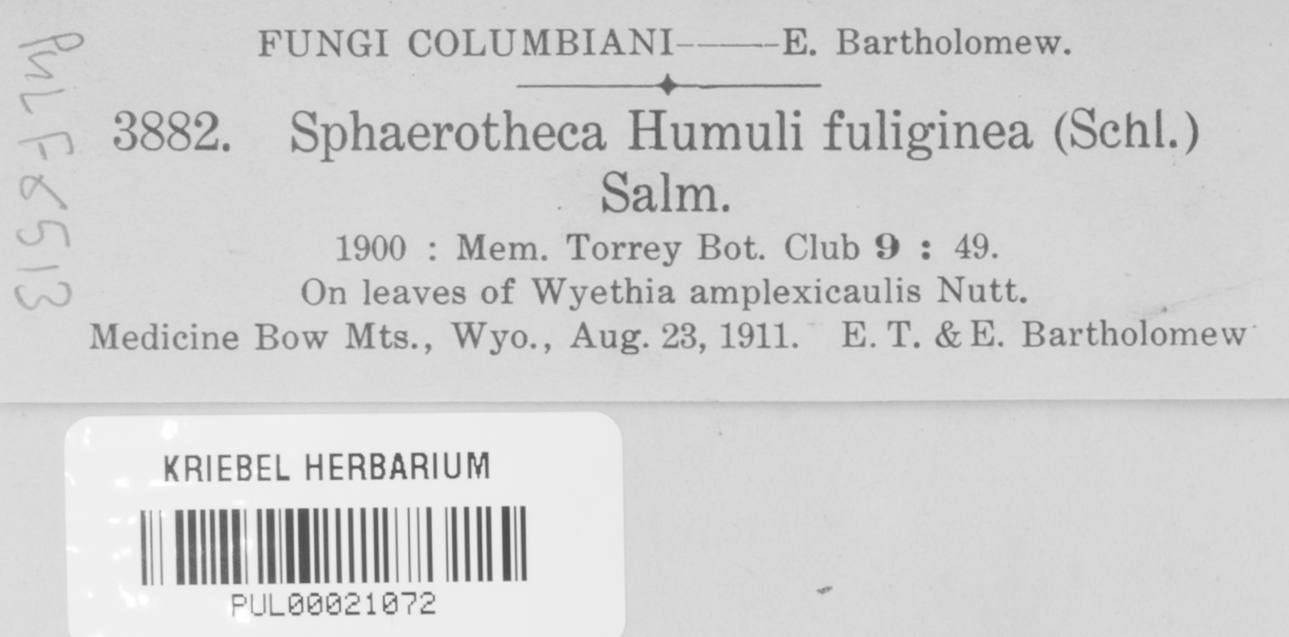 FUNGI COLUMBIANI——E. Bartholomew.
3882. Sphaerotheca Humuli fuliginea (Schl.)
Salm.
1900 : Mem. Torrey Bot. Club 9 : 49.
On leaves of Wyethia amplexicaulis Nutt.
Medicine Bow Mts., Wyo., Aug. 23, 1911. E. T. & E. Bartholomew
PUL F6513
KRIEBEL HERBARIUM
PUL00021072